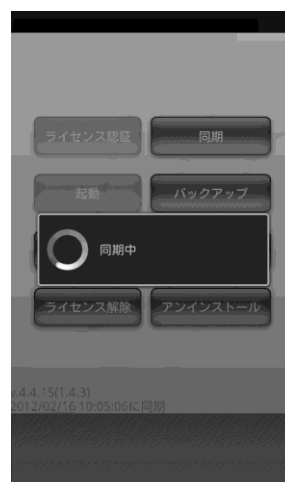 ライセンス認証
同期
起動
バックアップ
同期中
ライセンス解除
アンインストール
v.4.4.15(1.4.3)
2012/02/16 10:05:06に同期